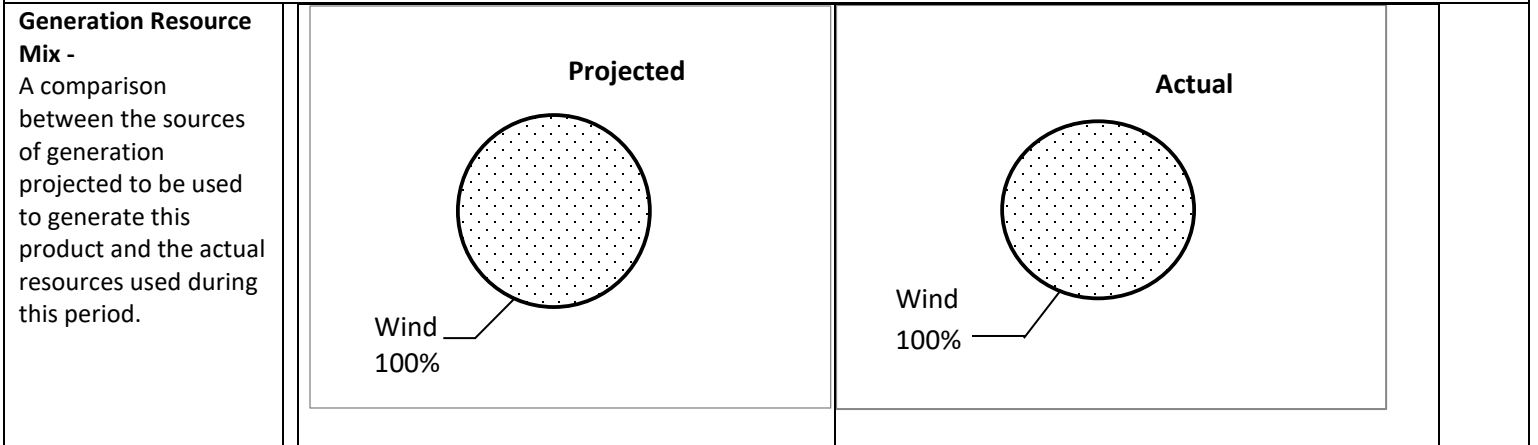 Generation Resource
Mix -
A comparison
between the sources
of generation
projected to be used
to generate this
product and the actual
resources used during
this period.
Projected
Wind
100%
Actual
Wind
100%